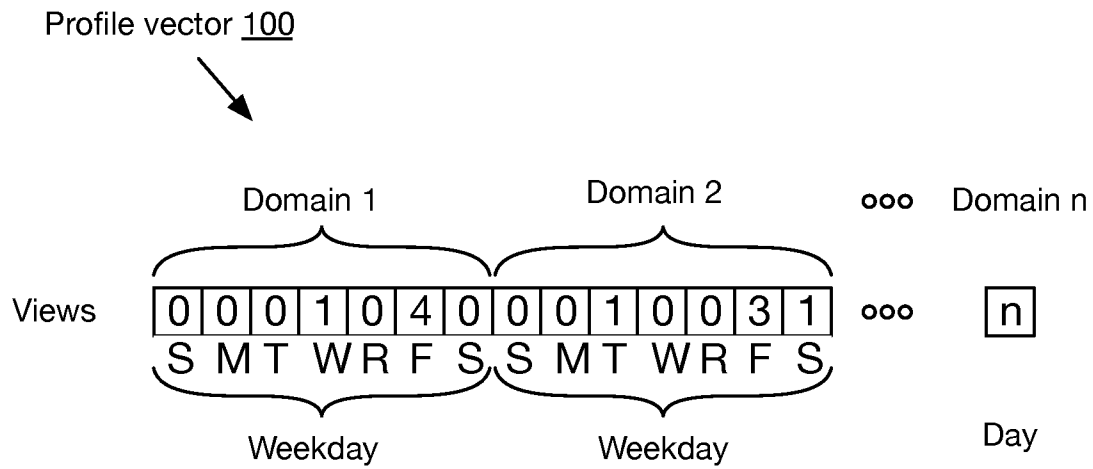 Profile vector 100
Domain 1 Domain 2 ooo Domain n
Views 0 0 0 1 0 4 0 0 0 1 0 0 3 1 ooo n
S M T W R F S S M T W R F S
Weekday Weekday Day